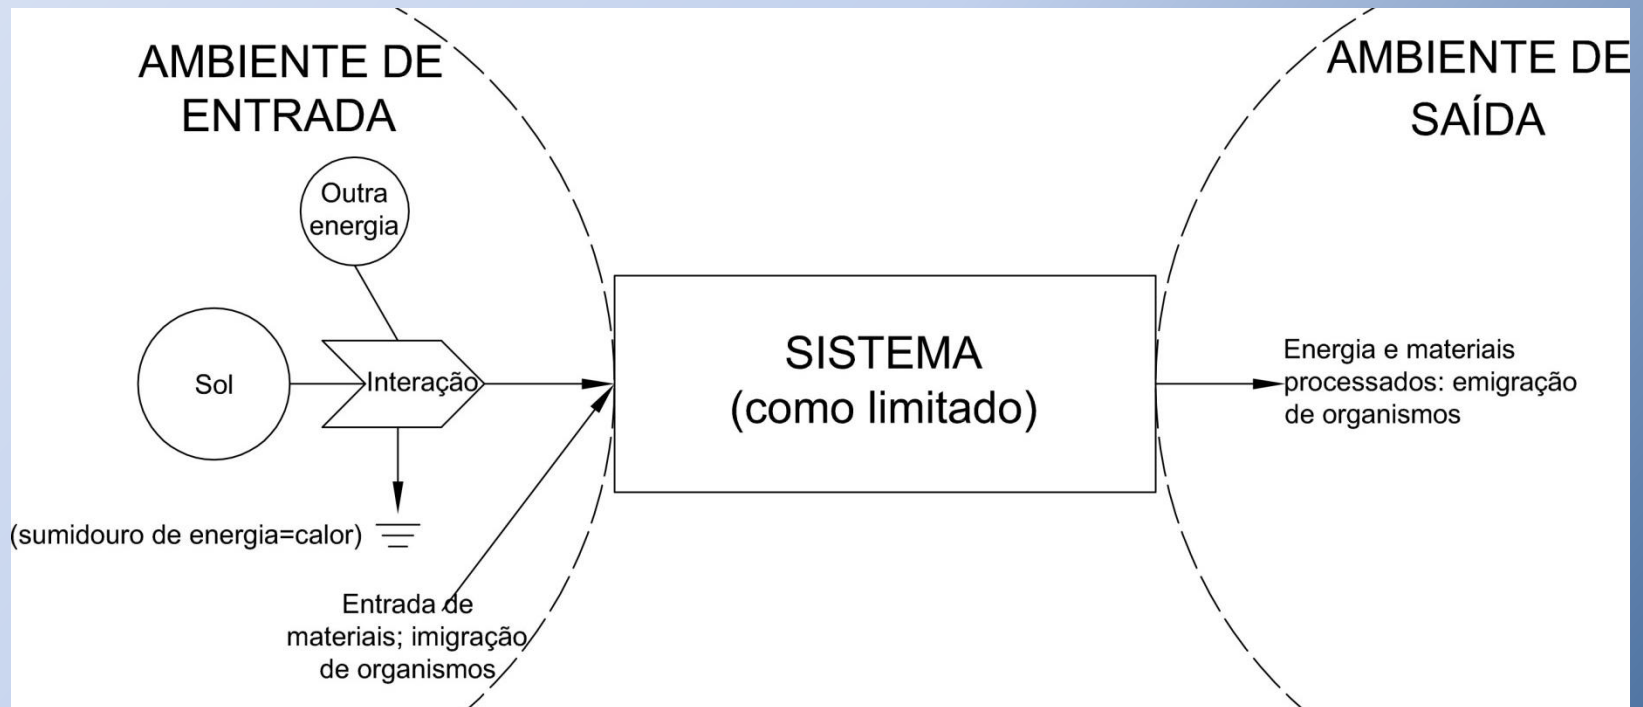 AMBIENTE DE
ENTRADA
AMBIENTE DE
SAÍDA
Outra
energia
Sol
Interação
SISTEMA
(como limitado)
Energia e materiais
processados: emigração
de organismos
(sumidouro de energia=calor)
Entrada de
materiais; imigração
de organismos